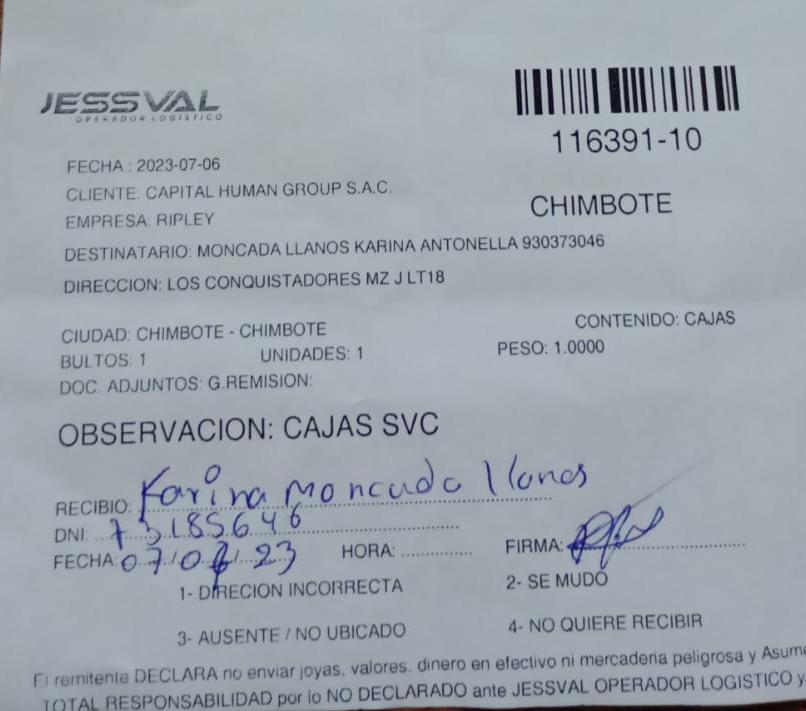 JESSVAL
OPERADOR LOGISTICO
116391-10
FECHA : 2023-07-06
CLIENTE: CAPITAL HUMAN GROUP S.A.C.
EMPRESA: RIPLEY
CHIMBOTE
DESTINATARIO: MONCADA LLANOS KARINA ANTONELLA 930373046
DIRECCION: LOS CONQUISTADORES MZ J LT18
CIUDAD: CHIMBOTE - CHIMBOTE
CONTENIDO: CAJAS
BULTOS: 1 UNIDADES: 1 PESO: 1.0000
DOC. ADJUNTOS: G.REMISION:
OBSERVACION: CAJAS SVC
RECIBIO: Karina Moncada Llanos
DNI: 73185646
FECHA: 07/07/23 HORA: FIRMA:
1- DIRECION INCORRECTA 2- SE MUDO
3- AUSENTE / NO UBICADO 4- NO QUIERE RECIBIR
El remitente DECLARA no enviar joyas, valores, dinero en efectivo ni mercaderia peligrosa y Asume
TOTAL RESPONSABILIDAD por lo NO DECLARADO ante JESSVAL OPERADOR LOGISTICO y